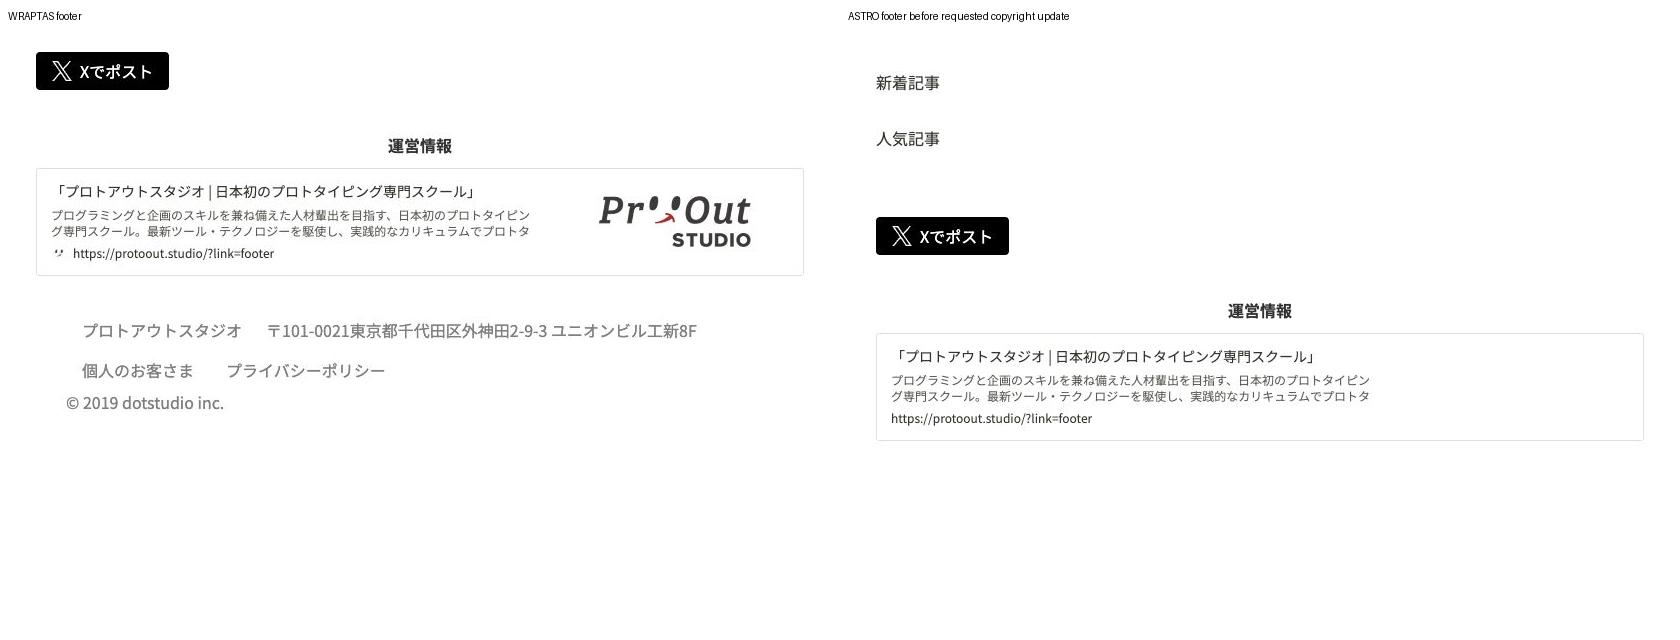 WRAPTAS footer
Xでポスト
運営情報
「プロトアウトスタジオ | 日本初のプロトタイピング専門スクール」
プログラミングと企画のスキルを兼ね備えた人材輩出を目指す、日本初のプロトタイピン
グ専門スクール。最新ツール・テクノロジーを駆使し、実践的なカリキュラムでプロトタ
https://protoout.studio/?link=footer
Pr Out
STUDIO
プロトアウトスタジオ 〒101-0021東京都千代田区外神田2-9-3 ユニオンビル工新8F
個人のお客さま プライバシーポリシー
© 2019 dotstudio inc.
ASTRO footer before requested copyright update
新着記事
人気記事
Xでポスト
運営情報
「プロトアウトスタジオ | 日本初のプロトタイピング専門スクール」
プログラミングと企画のスキルを兼ね備えた人材輩出を目指す、日本初のプロトタイピン
グ専門スクール。最新ツール・テクノロジーを駆使し、実践的なカリキュラムでプロトタ
https://protoout.studio/?link=footer